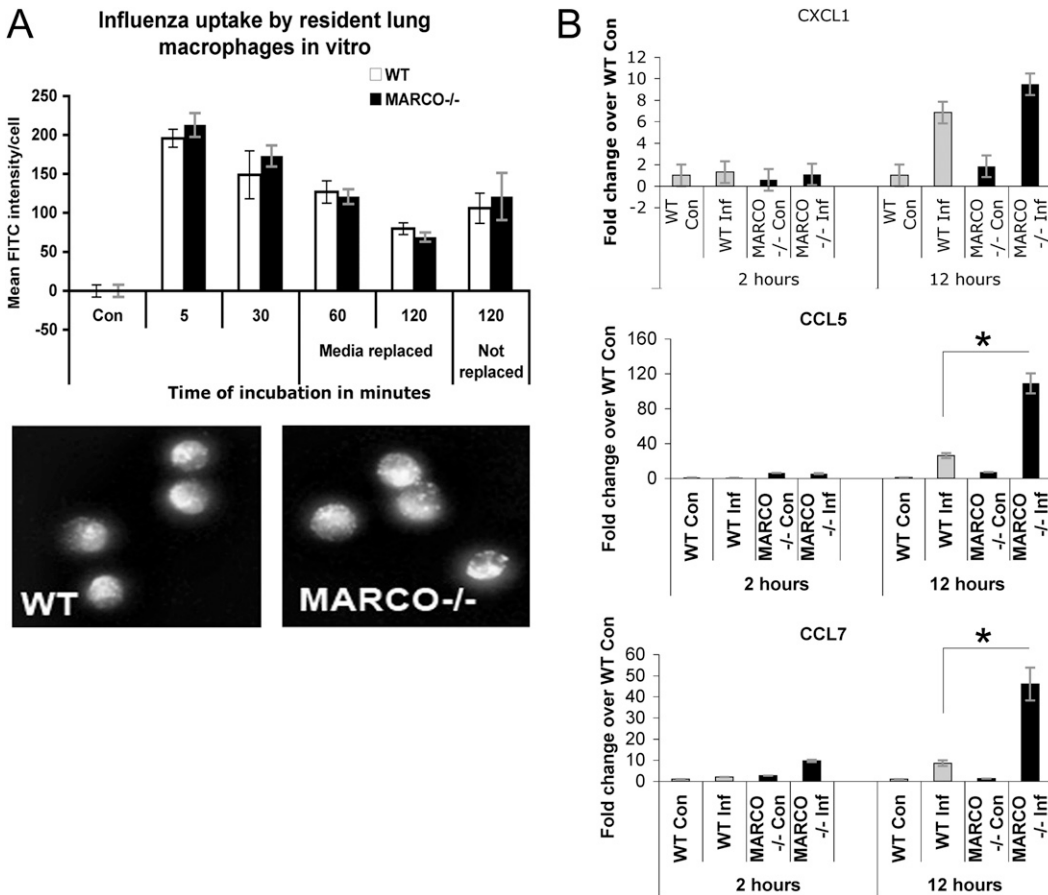 A
Influenza uptake by resident lung
macrophages in vitro
WT
MARCO-/-
Mean FITC intensity/cell
250
200
150
100
50
0
-50
Con 5 30 60 120 120
Media replaced
Not
replaced
Time of incubation in minutes
WT
MARCO-/-
B
CXCL1
Fold change over WT Con
12
10
8
6
4
2
0
-2
WT
Con
WT Inf
MARCO
-/- Con
MARCO
-/- Inf
WT
Con
WT Inf
MARCO
-/- Con
MARCO
-/- Inf
2 hours
12 hours
CCL5
Fold change over WT Con
160
120
80
40
0
*
WT Con
WT Inf
MARCO
-/- Con
MARCO
-/- Inf
WT Con
WT Inf
MARCO
-/- Con
MARCO
-/- Inf
2 hours
12 hours
CCL7
Fold change over WT Con
60
50
40
30
20
10
0
*
WT Con
WT Inf
MARCO
-/- Con
MARCO
-/- Inf
WT Con
WT Inf
MARCO
-/- Con
MARCO
-/- Inf
2 hours
12 hours